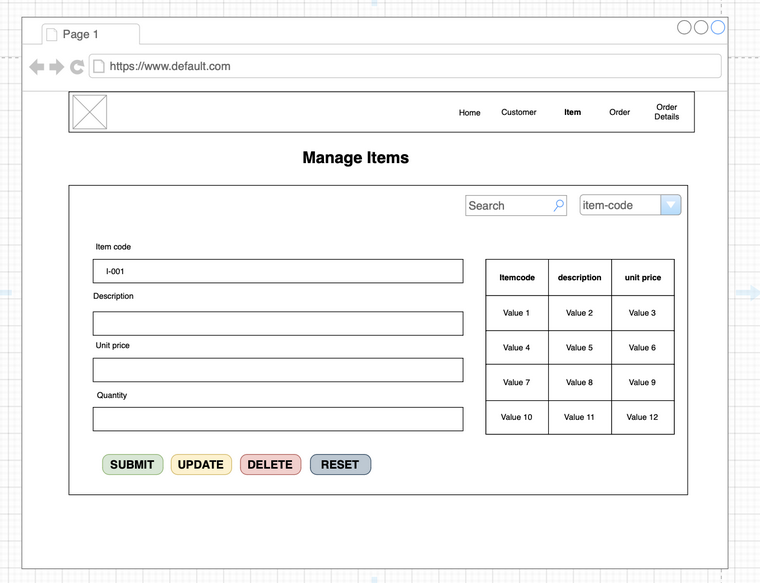 Page 1
https://www.default.com
Home Customer Item Order Order
Details
Manage Items
Search item-code
Item code
I-001
Description
Unit price
Quantity
Itemcode description unit price
Value 1 Value 2 Value 3
Value 4 Value 5 Value 6
Value 7 Value 8 Value 9
Value 10 Value 11 Value 12
SUBMIT UPDATE DELETE RESET